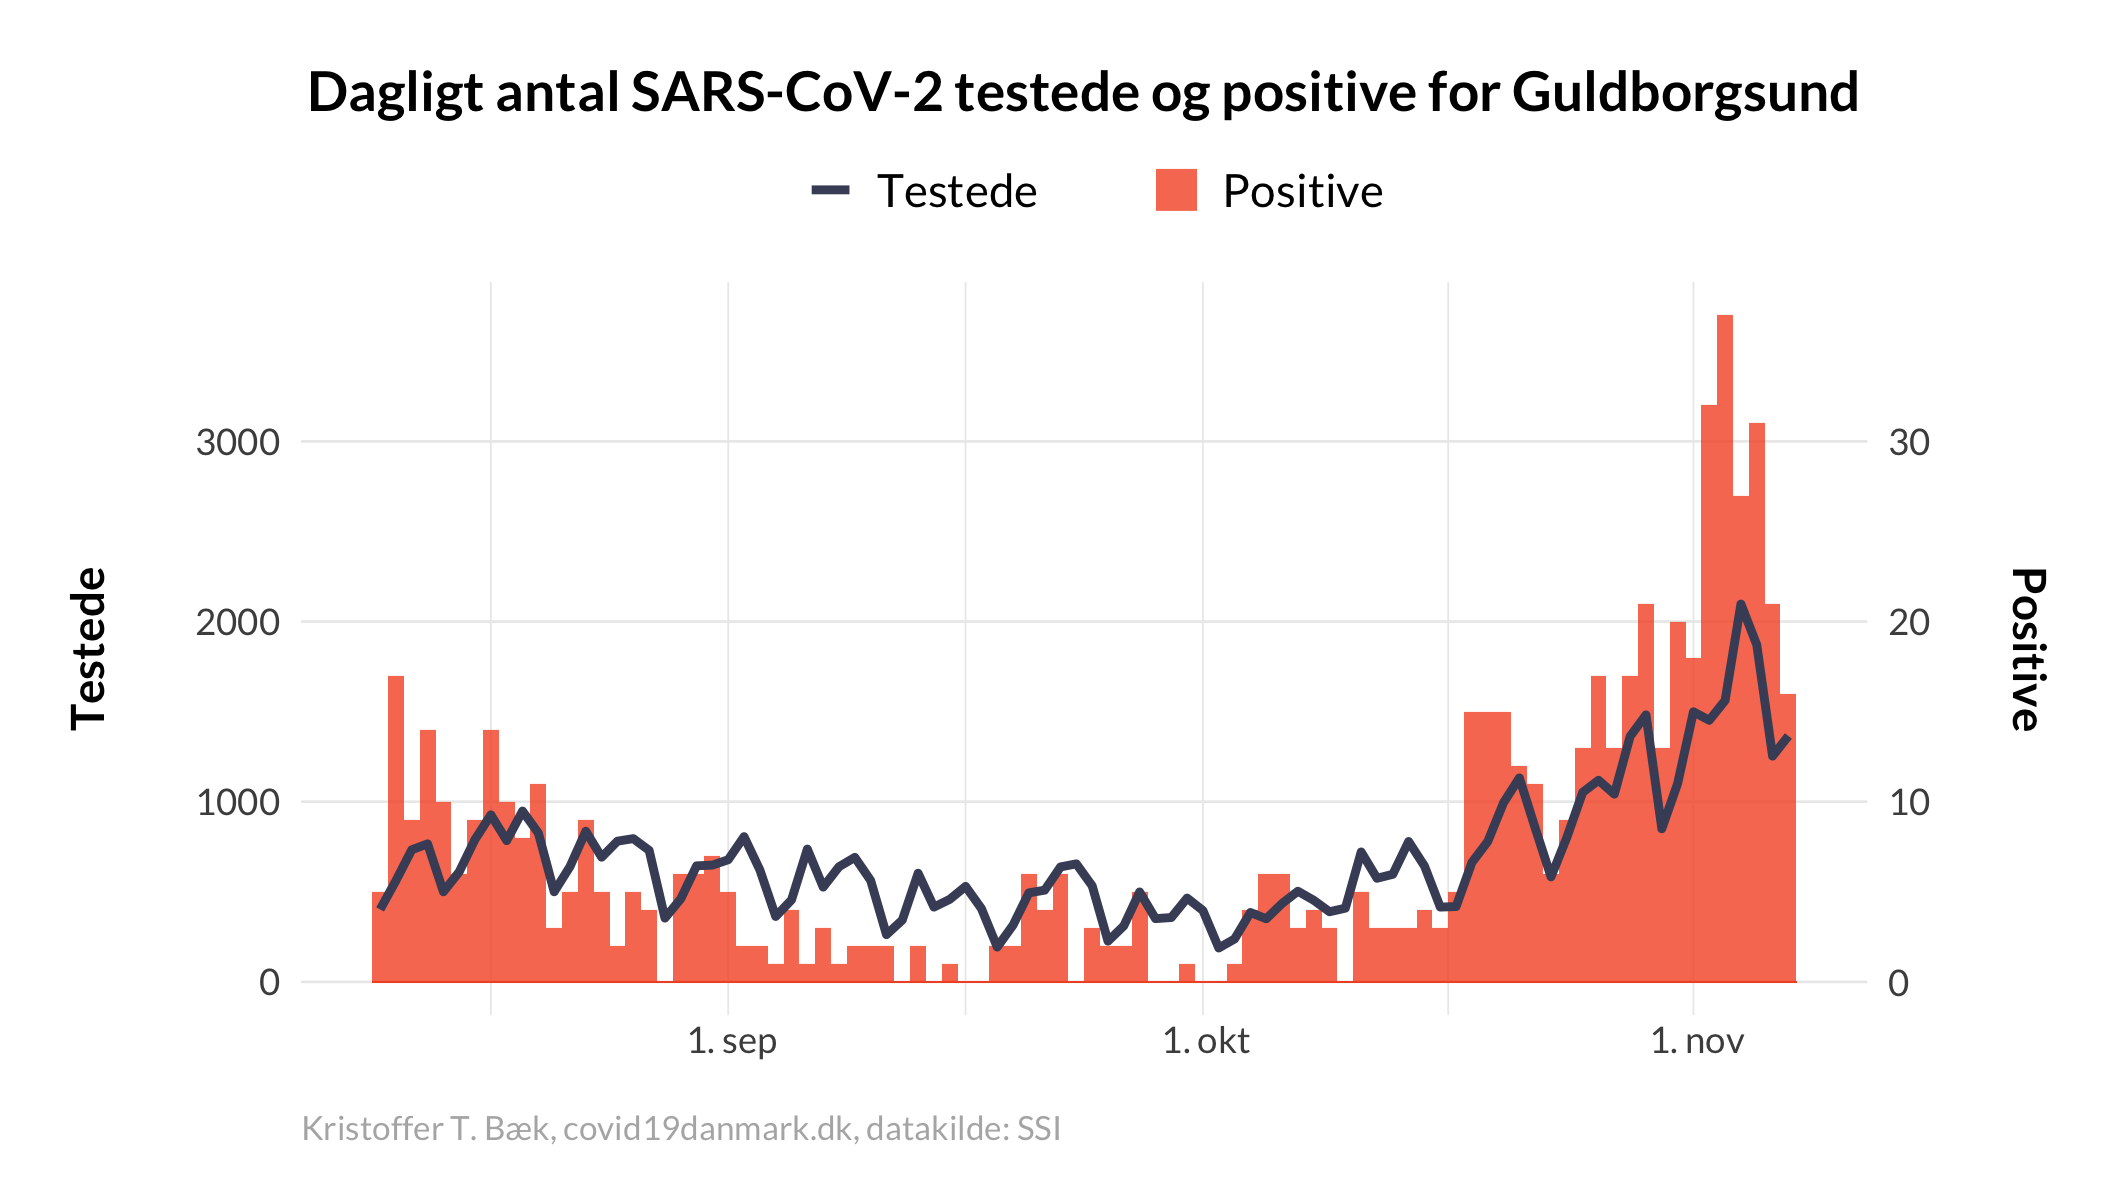 Dagligt antal SARS-CoV-2 testede og positive for Guldborgsund
Testede
Positive
3000
2000
1000
0
30
20
10
0
Testede
Positive
1. sep
1. okt
1. nov
Kristoffer T. Bæk, covid19danmark.dk, datakilde: SSI